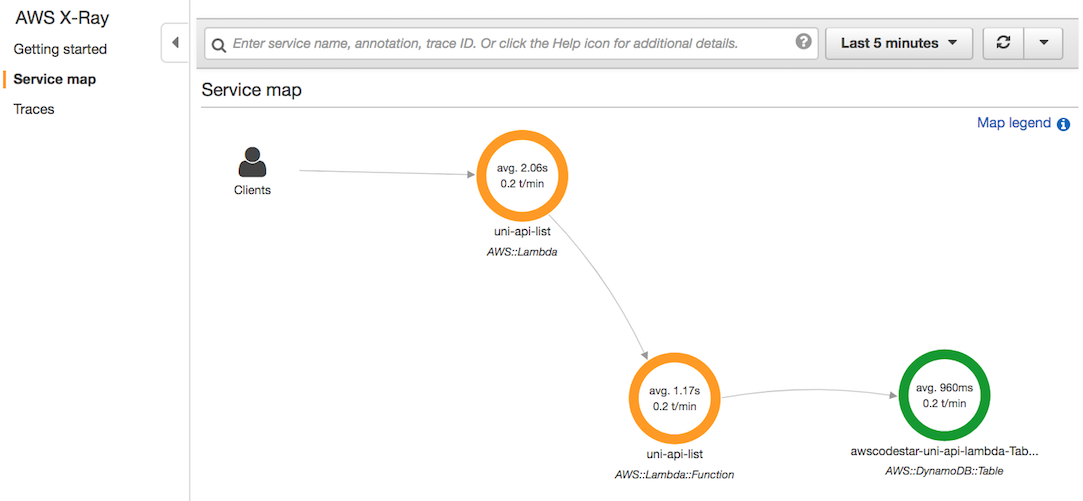 AWS X-Ray
Getting started
Service map
Traces
Enter service name, annotation, trace ID. Or click the Help icon for additional details.
?
Last 5 minutes
Service map
Map legend i
Clients
avg. 2.06s
0.2 t/min
uni-api-list
AWS::Lambda
avg. 1.17s
0.2 t/min
uni-api-list
AWS::Lambda::Function
avg. 960ms
0.2 t/min
awscodestar-uni-api-lambda-Tab...
AWS::DynamoDB::Table